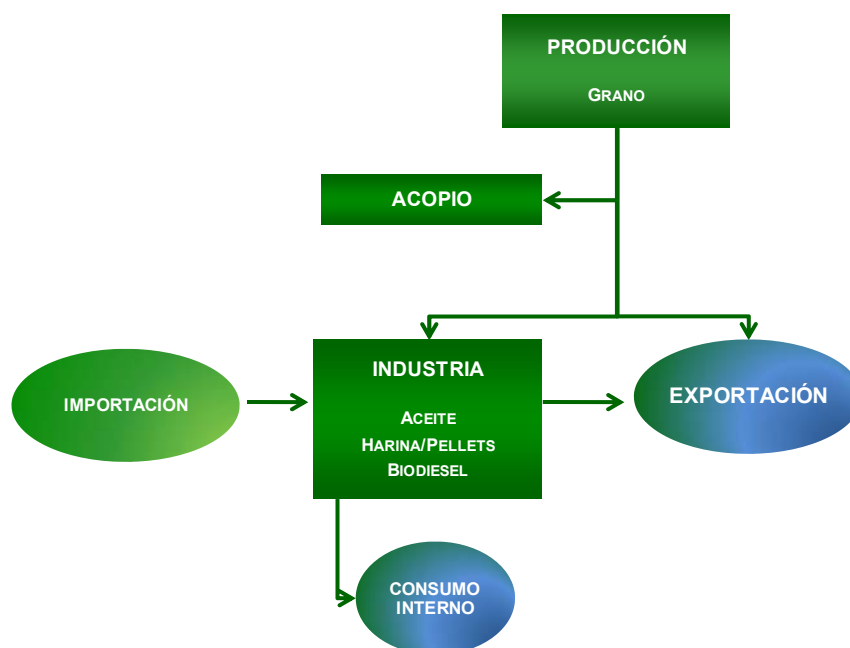 PRODUCCIÓN
GRANO
ACOPIO
INDUSTRIA
ACEITE
HARINA/PELLETS
BIODIESEL
IMPORTACIÓN
EXPORTACIÓN
CONSUMO
INTERNO